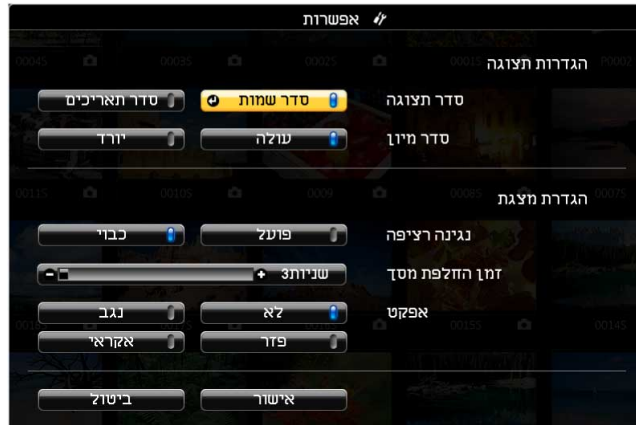 אפשרות
הגדרות תצוגה
סדר תצוגה סדר שמות סדר תאריכים
סדר מיון עולה יורד
הגדרת מצגת
נגינה רציפה פועל כבוי
זמן החלפת מסך שניות3
אפקט לא נגב
פזר אקראי
אישור ביטול